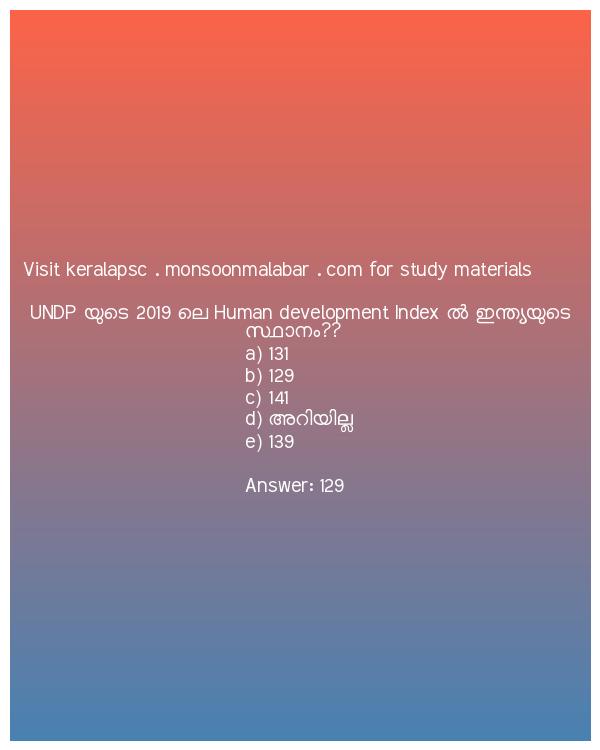 Visit keralapsc . monsoonmalabar . com for study materials
UNDP യുടെ 2019 ലെ Human development Index ൽ ഇന്ത്യയുടെ
സ്ഥാനം??
a) 131
b) 129
c) 141
d) അറിയില്ല
e) 139
Answer: 129